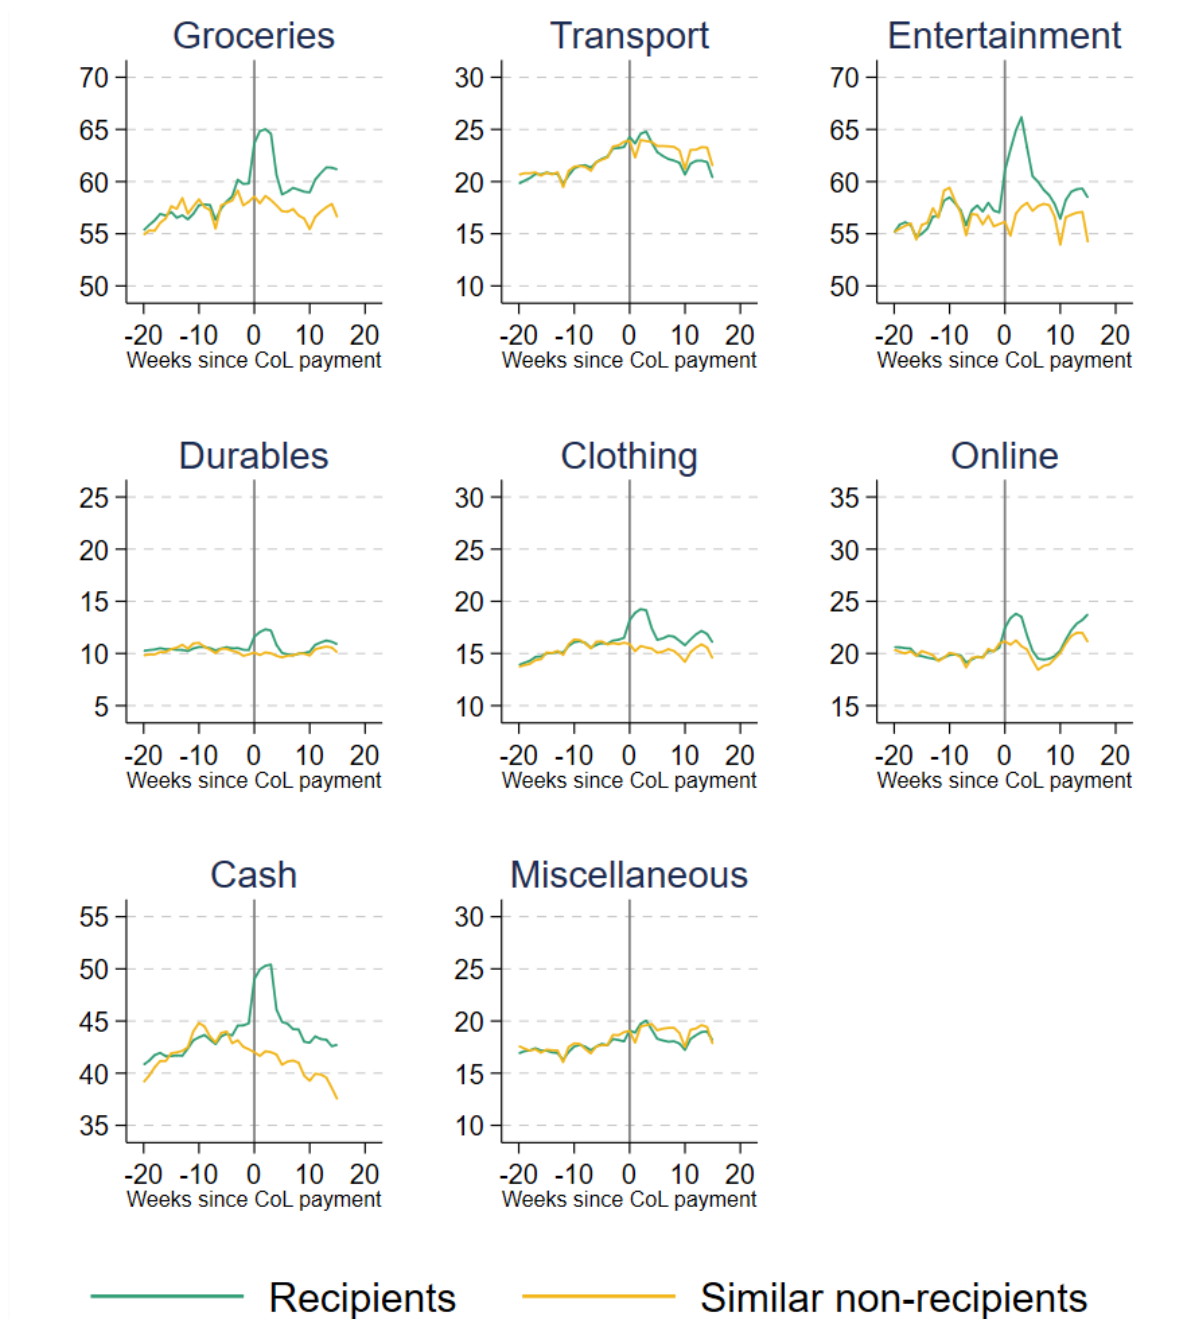 Groceries
70
65
60
55
50
-20 -10 0 10 20
Weeks since CoL payment
Transport
30
25
20
15
10
-20 -10 0 10 20
Weeks since CoL payment
Entertainment
70
65
60
55
50
-20 -10 0 10 20
Weeks since CoL payment
Durables
25
20
15
10
5
-20 -10 0 10 20
Weeks since CoL payment
Clothing
30
25
20
15
10
-20 -10 0 10 20
Weeks since CoL payment
Online
35
30
25
20
15
-20 -10 0 10 20
Weeks since CoL payment
Cash
55
50
45
40
35
-20 -10 0 10 20
Weeks since CoL payment
Miscellaneous
30
25
20
15
10
-20 -10 0 10 20
Weeks since CoL payment
Recipients
Similar non-recipients